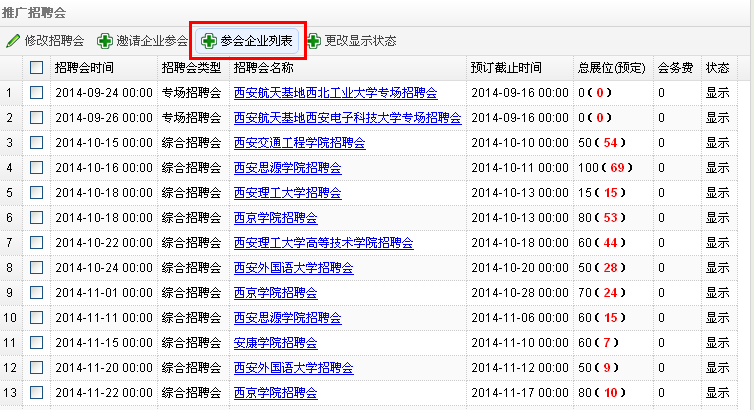 推广招聘会
修改招聘会 邀请企业参会 参会企业列表 更改显示状态
招聘会时间 招聘会类型 招聘会名称 预订截止时间 总展位(预定) 会务费 状态
1 2014-09-24 00:00 专场招聘会 西安航天基地西北工业大学专场招聘会 2014-09-16 00:00 0( 0 ) 0 显示
2 2014-09-26 00:00 专场招聘会 西安航天基地西安电子科技大学专场招聘会 2014-09-16 00:00 0( 0 ) 0 显示
3 2014-10-15 00:00 综合招聘会 西安交通工程学院招聘会 2014-10-10 00:00 50( 54 ) 0 显示
4 2014-10-16 00:00 综合招聘会 西安思源学院招聘会 2014-10-11 00:00 100( 69 ) 0 显示
5 2014-10-18 00:00 综合招聘会 西安理工大学招聘会 2014-10-13 00:00 15( 15 ) 0 显示
6 2014-10-18 00:00 综合招聘会 西京学院招聘会 2014-10-13 00:00 80( 53 ) 0 显示
7 2014-10-22 00:00 综合招聘会 西安理工大学高等技术学院招聘会 2014-10-18 00:00 60( 44 ) 0 显示
8 2014-10-24 00:00 综合招聘会 西安外国语大学招聘会 2014-10-20 00:00 50( 28 ) 0 显示
9 2014-11-01 00:00 综合招聘会 西京学院招聘会 2014-10-28 00:00 70( 24 ) 0 显示
10 2014-11-11 00:00 综合招聘会 西安思源学院招聘会 2014-11-06 00:00 60( 15 ) 0 显示
11 2014-11-15 00:00 综合招聘会 安康学院招聘会 2014-11-10 00:00 60( 7 ) 0 显示
12 2014-11-20 00:00 综合招聘会 西安外国语大学招聘会 2014-11-12 00:00 50( 9 ) 0 显示
13 2014-11-22 00:00 综合招聘会 西京学院招聘会 2014-11-17 00:00 80( 10 ) 0 显示